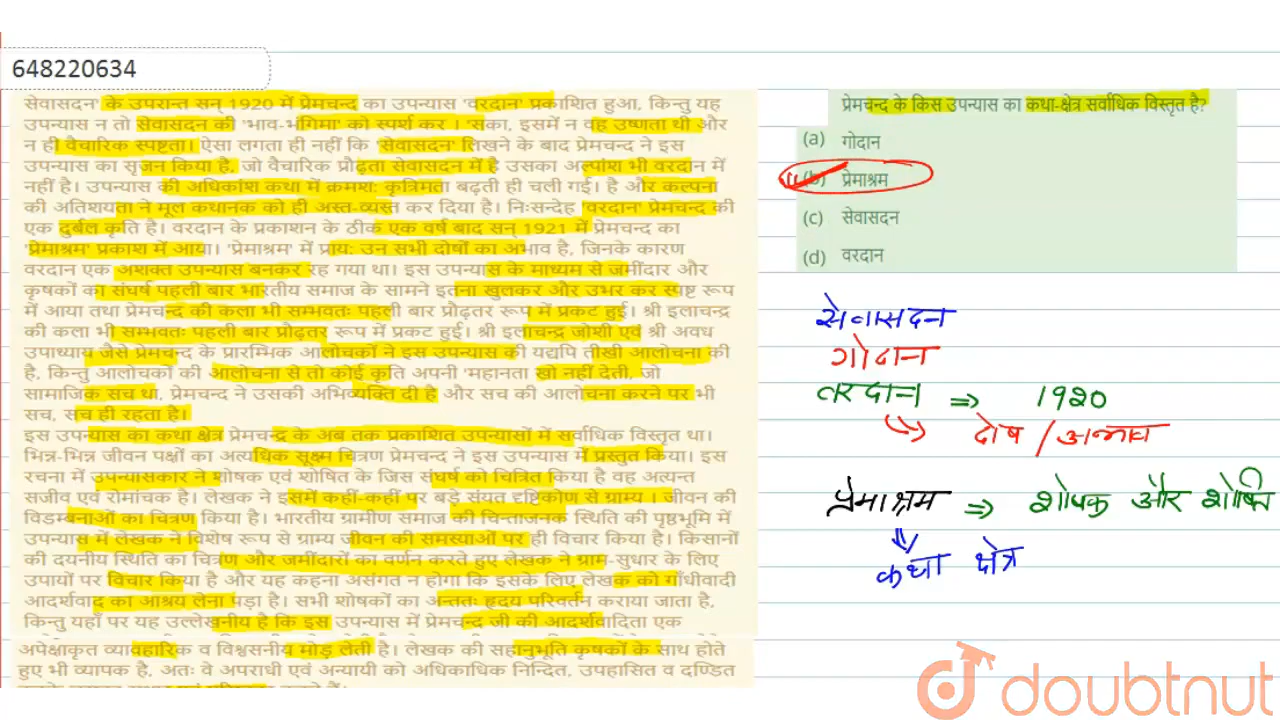 648220634
सेवासदन' के उपरान्त सन् 1920 में प्रेमचन्द का उपन्यास 'वरदान' प्रकाशित हुआ, किन्तु यह
उपन्यास न तो सेवासदन की 'भाव-भंगिमा' को स्पर्श कर । 'सका, इसमें न वह उष्णता थी और
न ही वैचारिक स्पष्टता। ऐसा लगता ही नहीं कि 'सेवासदन' लिखने के बाद प्रेमचन्द ने इस
उपन्यास का सृजन किया है, जो वैचारिक प्रौढ़ता सेवासदन में है उसका अल्पांश भी वरदान में
नहीं है। उपन्यास की अधिकांश कथा में क्रमश: कृत्रिमता बढ़ती ही चली गई। है और कल्पना
की अतिशयता ने मूल कथानक को ही अस्त-व्यस्त कर दिया है। निःसन्देह 'वरदान' प्रेमचन्द की
एक दुर्बल कृति है। वरदान के प्रकाशन के ठीक एक वर्ष बाद सन् 1921 में प्रेमचन्द का
'प्रेमाश्रम' प्रकाश में आया। 'प्रेमाश्रम' में प्राय: उन सभी दोषों का अभाव है, जिनके कारण
वरदान एक अशक्त उपन्यास बनकर रह गया था। इस उपन्यास के माध्यम से जमींदार और
कृषकों का संघर्ष पहली बार भारतीय समाज के सामने इतना खुलकर और उभर कर स्पष्ट रूप
में आया तथा प्रेमचन्द की कला भी सम्भवतः पहली बार प्रौढ़तर रूप में प्रकट हुई। श्री इलाचन्द्र
की कला भी सम्भवतः पहली बार प्रौढ़तर रूप में प्रकट हुई। श्री इलाचन्द्र जोशी एवं श्री अवध
उपाध्याय जैसे प्रेमचन्द के प्रारम्भिक आलोचकों ने इस उपन्यास की यद्यपि तीखी आलोचना की
है, किन्तु आलोचकों की आलोचना से तो कोई कृति अपनी 'महानता खो नहीं देती, जो
सामाजिक सच था, प्रेमचन्द ने उसकी अभिव्यक्ति दी है और सच की आलोचना करने पर भी
सच, सच ही रहता है।
इस उपन्यास का कथा क्षेत्र प्रेमचन्द के अब तक प्रकाशित उपन्यासों में सर्वाधिक विस्तृत था।
भिन्न-भिन्न जीवन पक्षों का अत्यधिक सूक्ष्म चित्रण प्रेमचन्द ने इस उपन्यास में प्रस्तुत किया। इस
रचना में उपन्यासकार ने शोषक एवं शोषित के जिस संघर्ष को चित्रित किया है वह अत्यन्त
सजीव एवं रोमांचक है। लेखक ने इसमें कहीं-कहीं पर बड़े संयत दृष्टिकोण से ग्राम्य । जीवन की
विडम्बनाओं का चित्रण किया है। भारतीय ग्रामीण समाज की चिन्ताजनक स्थिति की पृष्ठभूमि में
उपन्यास में लेखक ने विशेष रूप से ग्राम्य जीवन की समस्याओं पर ही विचार किया है। किसानों
की दयनीय स्थिति का चित्रण और जमींदारों का वर्णन करते हुए लेखक ने ग्राम-सुधार के लिए
उपायों पर विचार किया है और यह कहना असंगत न होगा कि इसके लिए लेखक को गाँधीवादी
आदर्शवाद का आश्रय लेना पड़ा है। सभी शोषकों का अन्ततः हृदय परिवर्तन कराया जाता है,
किन्तु यहाँ पर यह उल्लेखनीय है कि इस उपन्यास में प्रेमचन्द जी की आदर्शवादिता एक
अपेक्षाकृत व्यावहारिक व विश्वसनीय मोड़ लेती है। लेखक की सहानुभूति कृषकों के साथ होते
हुए भी व्यापक है, अतः वे अपराधी एवं अन्यायी को अधिकाधिक निन्दित, उपहासित व दण्डित
प्रेमचन्द के किस उपन्यास का कथा-क्षेत्र सर्वाधिक विस्तृत है?
(a) गोदान
(b) प्रेमाश्रम
(c) सेवासदन
(d) वरदान
सेवासदन
गोदान
वरदान ⇒ 1920
दोष / अभाव
प्रेमाश्रम ⇒ शोषक और शोषित
कथा क्षेत्र
doubtnut